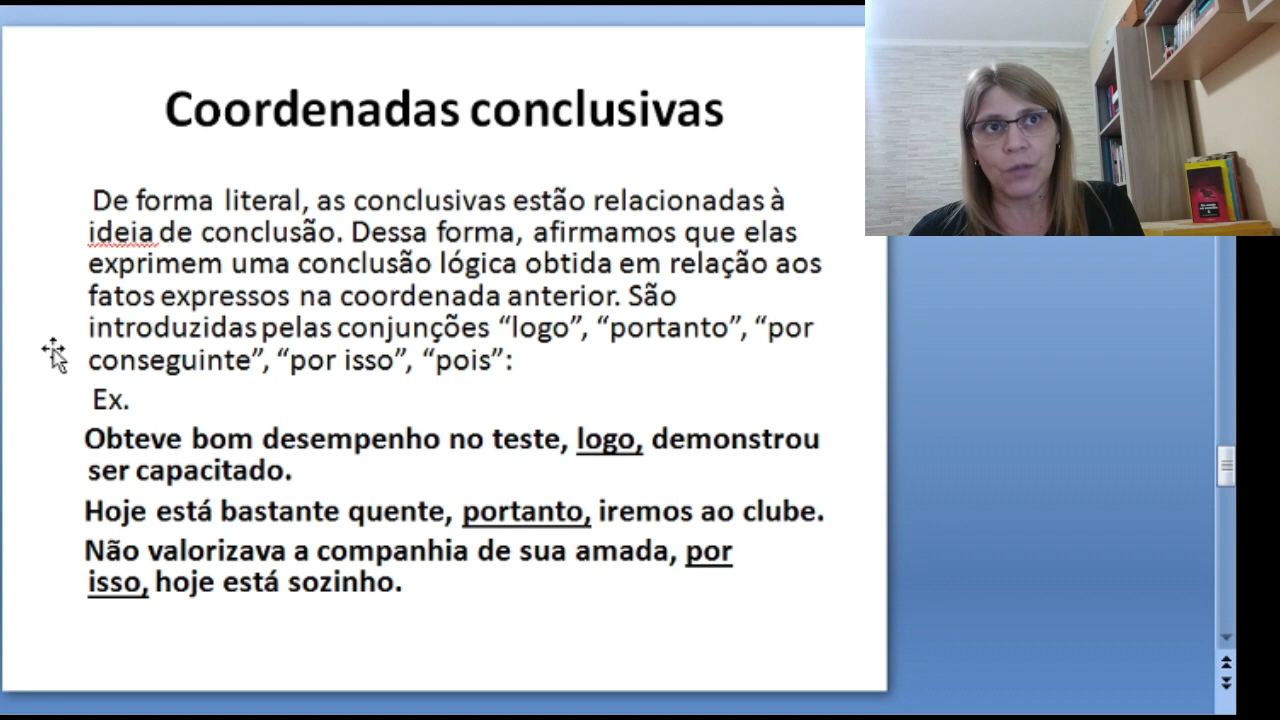 Coordenadas conclusivas
De forma literal, as conclusivas estão relacionadas à
ideia de conclusão. Dessa forma, afirmamos que elas
exprimem uma conclusão lógica obtida em relação aos
fatos expressos na coordenada anterior. São
introduzidas pelas conjunções “logo”, “portanto”, “por
conseguinte”, “por isso”, “pois”:
Ex.
Obteve bom desempenho no teste, logo, demonstrou
ser capacitado.
Hoje está bastante quente, portanto, iremos ao clube.
Não valorizava a companhia de sua amada, por
isso, hoje está sozinho.